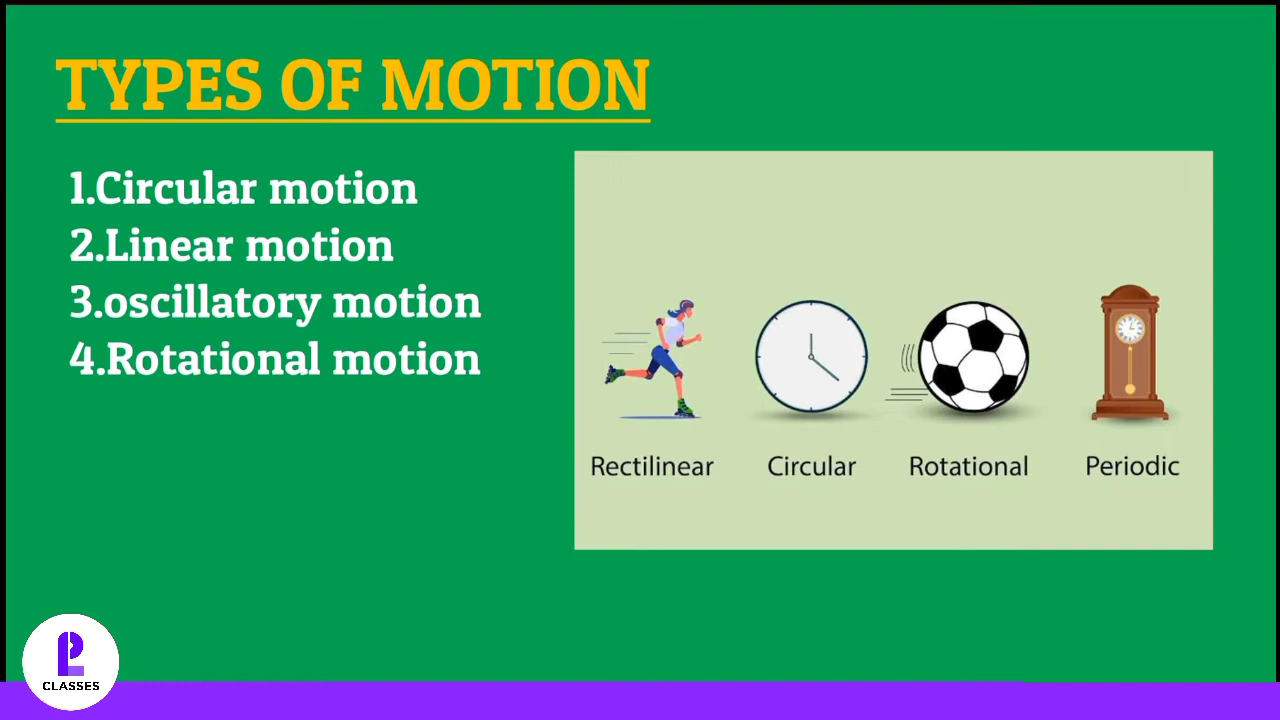 TYPES OF MOTION
1.Circular motion
2.Linear motion
3.oscillatory motion
4.Rotational motion
Rectilinear
Circular
Rotational
Periodic
CLASSES